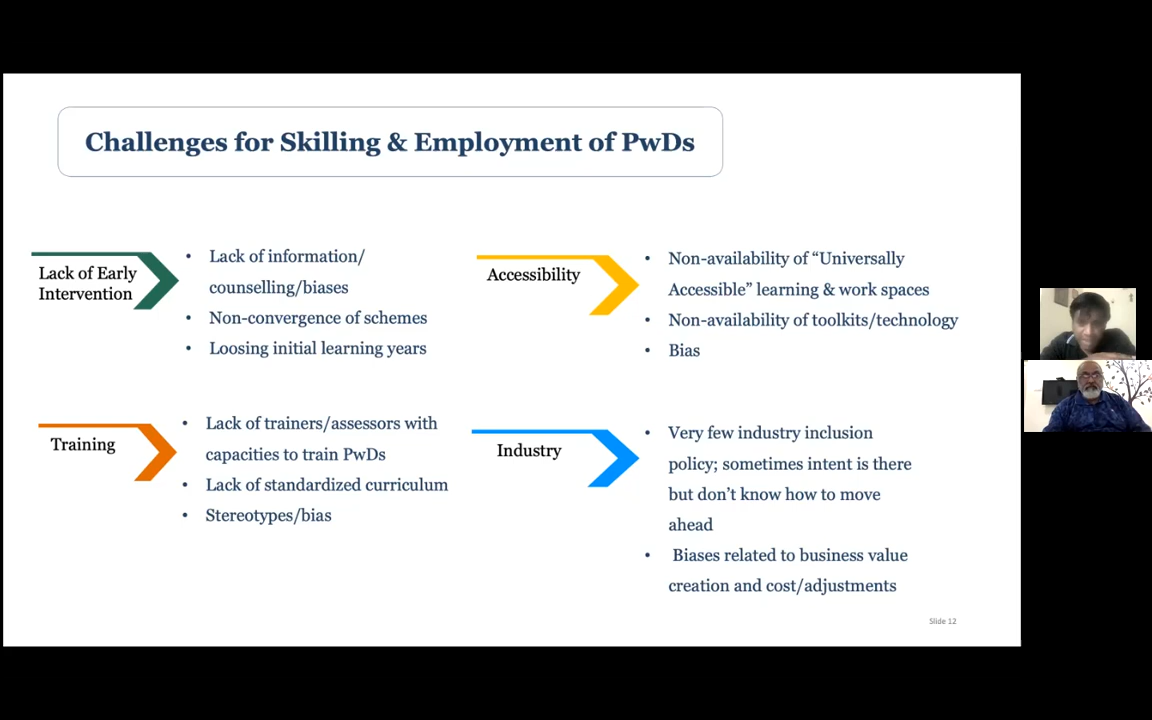 Challenges for Skilling & Employment of PwDs
Lack of Early
Intervention
• Lack of information/
counselling/biases
• Non-convergence of schemes
• Loosing initial learning years
Accessibility
• Non-availability of “Universally
Accessible” learning & work spaces
• Non-availability of toolkits/technology
• Bias
Training
• Lack of trainers/assessors with
capacities to train PwDs
• Lack of standardized curriculum
• Stereotypes/bias
Industry
• Very few industry inclusion
policy; sometimes intent is there
but don’t know how to move
ahead
• Biases related to business value
creation and cost/adjustments
Slide 12